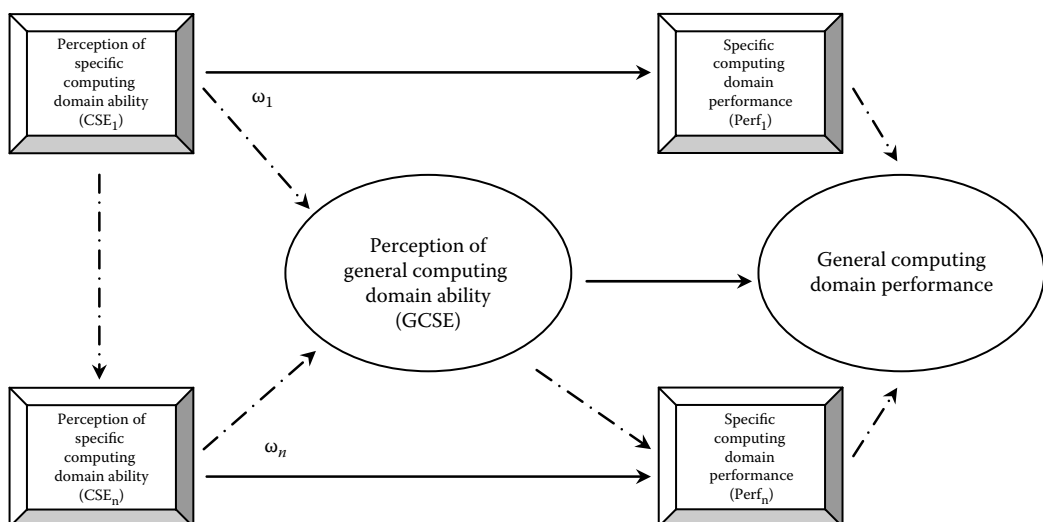 Perception of
specific
computing
domain ability
(CSE₁)
ω₁
Specific
computing
domain
performance
(Perf₁)
Perception of
general computing
domain ability
(GCSE)
General computing
domain performance
Perception of
specific
computing
domain ability
(CSEₙ)
ωₙ
Specific
computing
domain
performance
(Perfₙ)